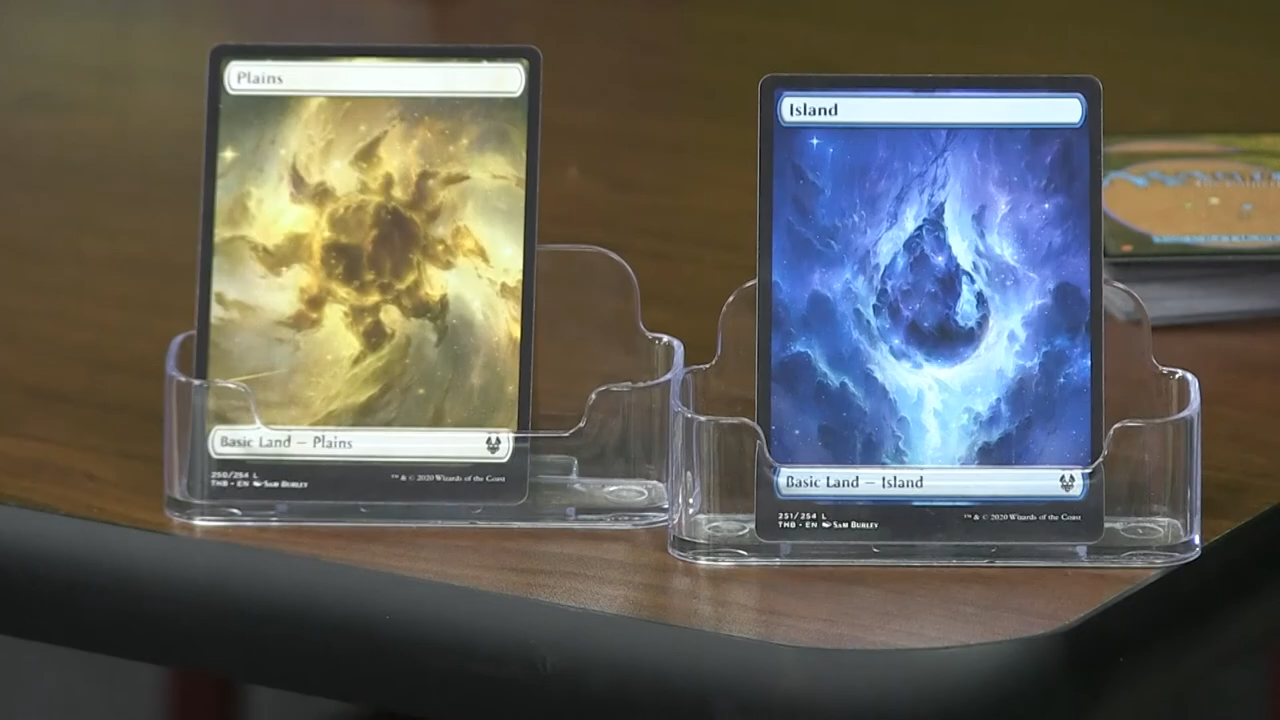 Plains
Basic Land — Plains
250/254 L
THB • EN Sam Burley
™ & © 2020 Wizards of the Coast
Island
Basic Land — Island
251/254 L
THB • EN Sam Burley
™ & © 2020 Wizards of the Coast